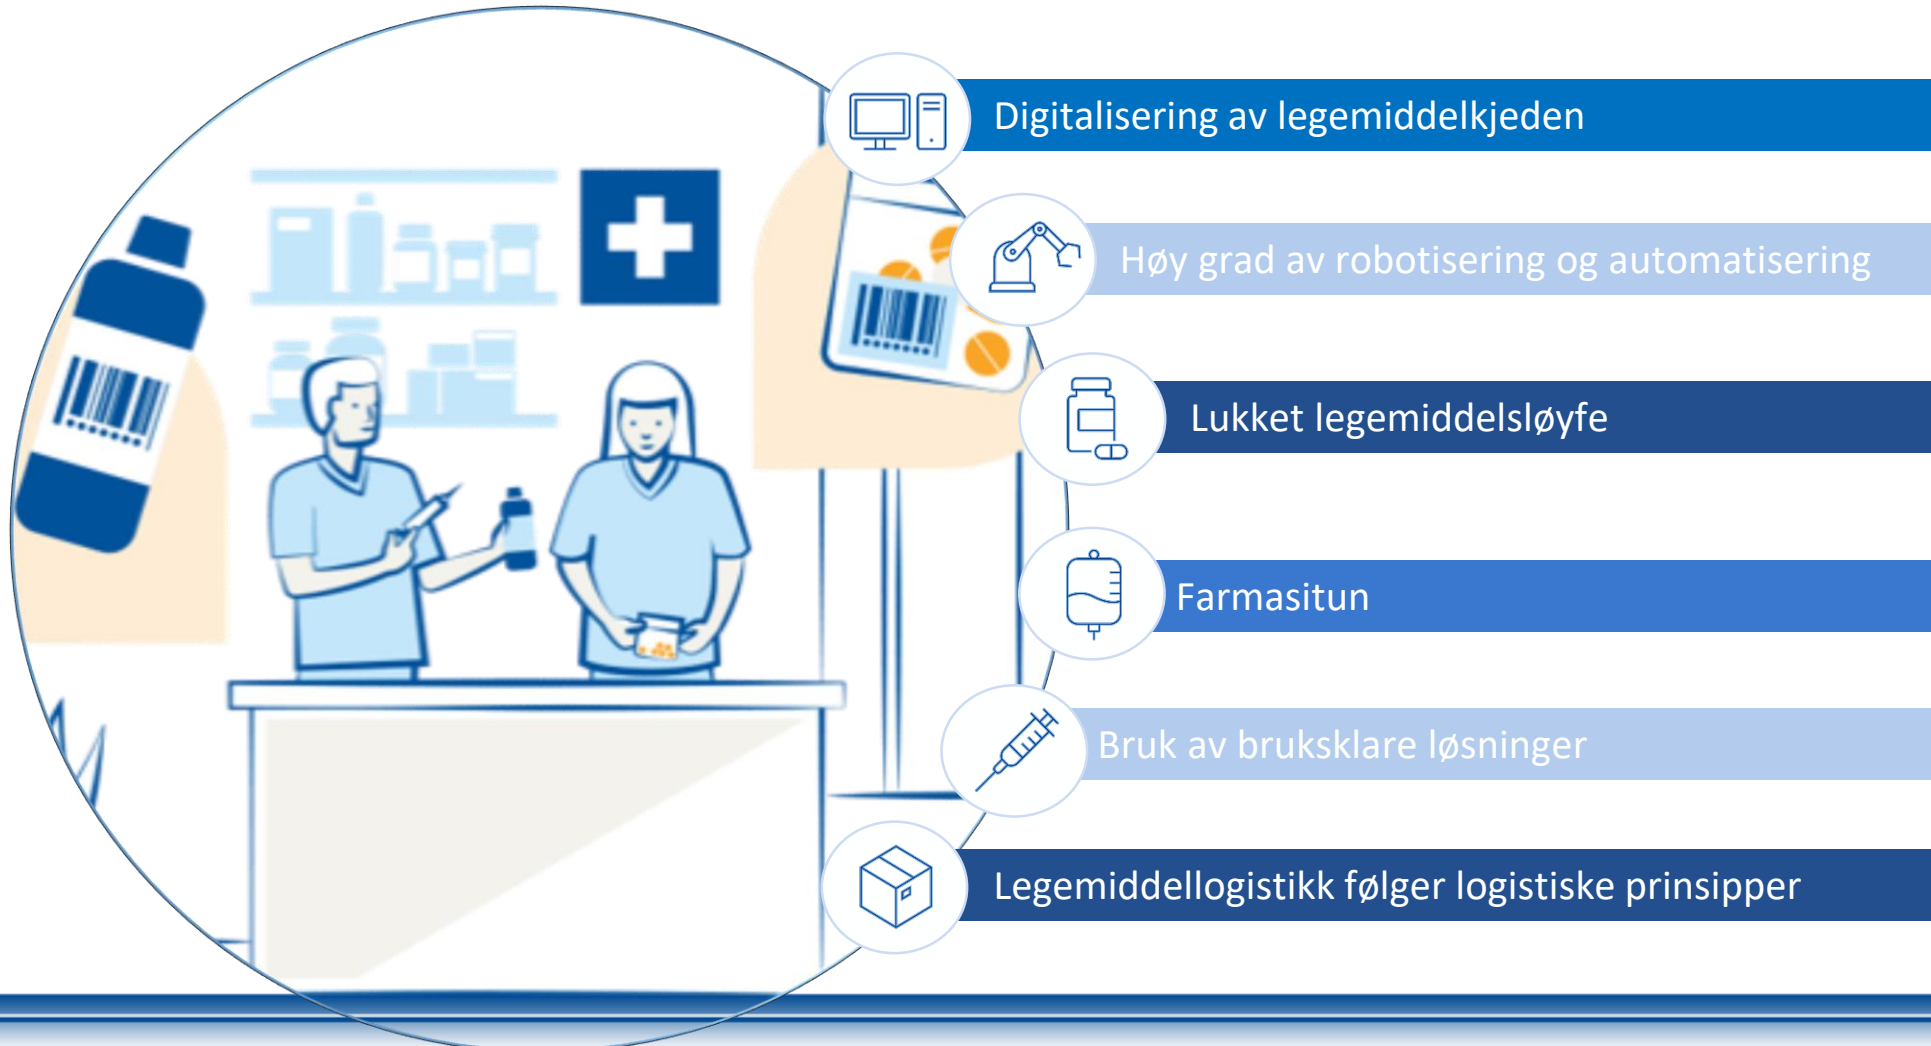 Digitalisering av legemiddelkjeden
Høy grad av robotisering og automatisering
Lukket legemiddelsløyfe
Farmasitun
Bruk av bruksklare løsninger
Legemiddellogistikk følger logistiske prinsipper